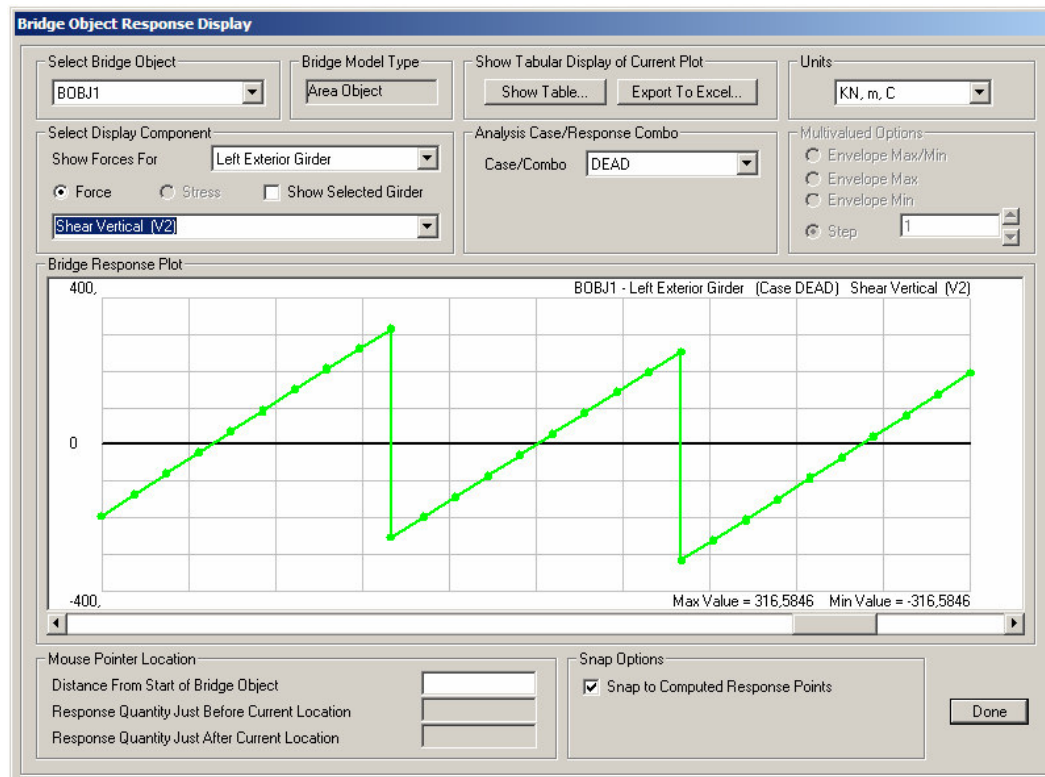 Bridge Object Response Display
Select Bridge Object
BOBJ1
Bridge Model Type
Area Object
Show Tabular Display of Current Plot
Show Table...
Export To Excel...
Units
KN, m, C
Select Display Component
Show Forces For
Left Exterior Girder
Force
Stress
Show Selected Girder
Shear Vertical (V2)
Analysis Case/Response Combo
Case/Combo
DEAD
Multivalued Options
Envelope Max/Min
Envelope Max
Envelope Min
Step
1
Bridge Response Plot
400,
BOBJ1 - Left Exterior Girder (Case DEAD) Shear Vertical (V2)
0
-400,
Max Value = 316,5846 Min Value = -316,5846
Mouse Pointer Location
Distance From Start of Bridge Object
Response Quantity Just Before Current Location
Response Quantity Just After Current Location
Snap Options
Snap to Computed Response Points
Done